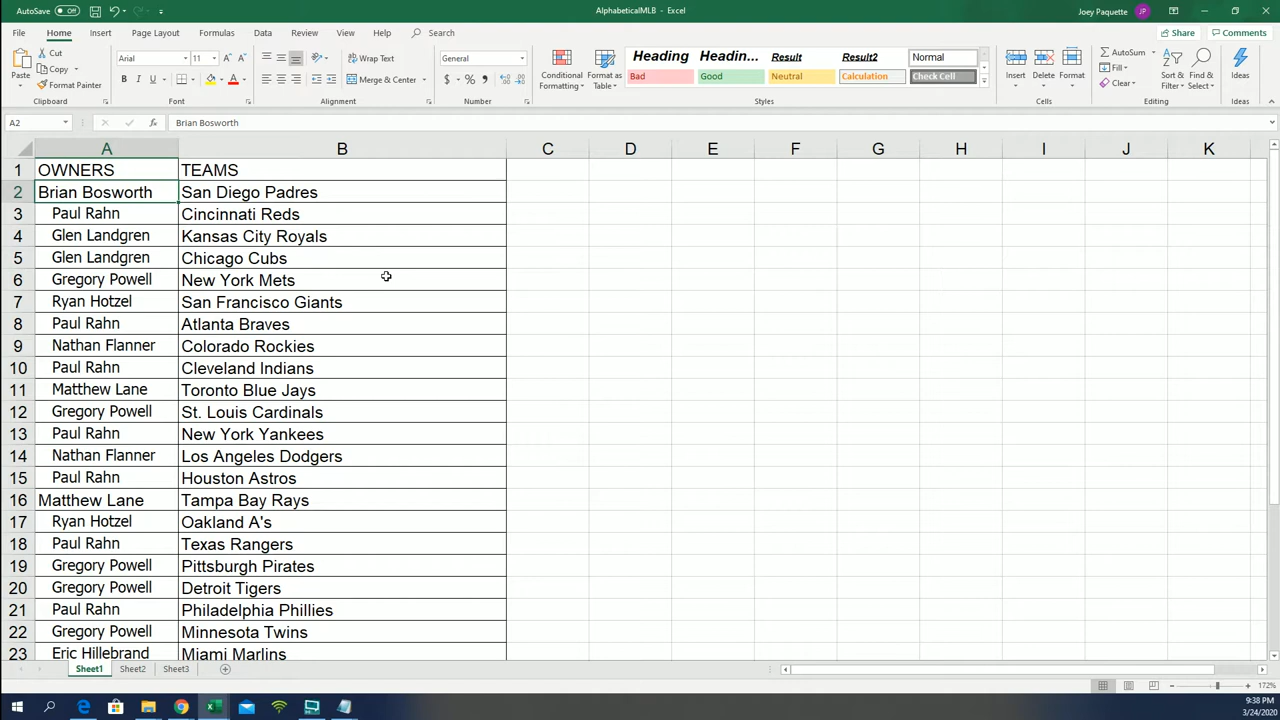 AutoSave Off AlphabeticalMLB - Excel Joey Paquette JP
File Home Insert Page Layout Formulas Data Review View Help Search Share Comments
Paste Cut Copy Format Painter Clipboard
Arial 11 A A B I U A Font
Wrap Text Merge & Center Alignment
General $ % , Number
Conditional Formatting Format as Table
Heading Headin... Result Result2 Normal
Bad Good Neutral Calculation Check Cell
Styles
Insert Delete Format Cells
AutoSum Fill Clear Sort & Filter Find & Select Editing
Ideas Ideas
A2 fx Brian Bosworth
A B C D E F G H I J K
1 OWNERS TEAMS
2 Brian Bosworth San Diego Padres
3 Paul Rahn Cincinnati Reds
4 Glen Landgren Kansas City Royals
5 Glen Landgren Chicago Cubs
6 Gregory Powell New York Mets
7 Ryan Hotzel San Francisco Giants
8 Paul Rahn Atlanta Braves
9 Nathan Flanner Colorado Rockies
10 Paul Rahn Cleveland Indians
11 Matthew Lane Toronto Blue Jays
12 Gregory Powell St. Louis Cardinals
13 Paul Rahn New York Yankees
14 Nathan Flanner Los Angeles Dodgers
15 Paul Rahn Houston Astros
16 Matthew Lane Tampa Bay Rays
17 Ryan Hotzel Oakland A's
18 Paul Rahn Texas Rangers
19 Gregory Powell Pittsburgh Pirates
20 Gregory Powell Detroit Tigers
21 Paul Rahn Philadelphia Phillies
22 Gregory Powell Minnesota Twins
23 Eric Hillebrand Miami Marlins
Sheet1 Sheet2 Sheet3
172%
9:38 PM
3/24/2020